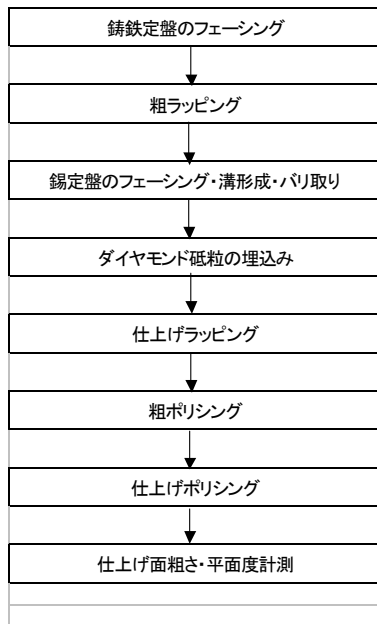 鋳鉄定盤のフェーシング
粗ラッピング
錫定盤のフェーシング・溝形成・バリ取り
ダイヤモンド砥粒の埋込み
仕上げラッピング
粗ポリシング
仕上げポリシング
仕上げ面粗さ・平面度計測